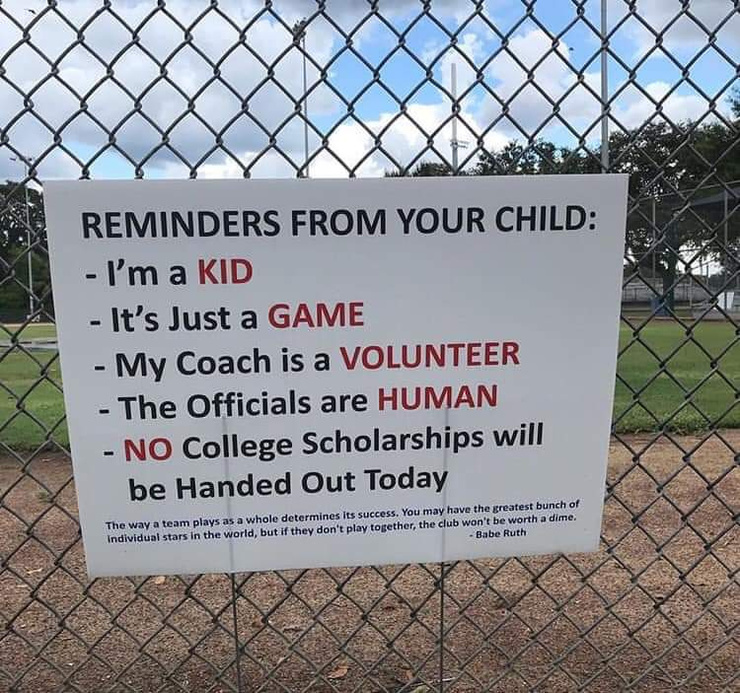 REMINDERS FROM YOUR CHILD:
- I'm a KID
- It's Just a GAME
- My Coach is a VOLUNTEER
- The Officials are HUMAN
- NO College Scholarships will
be Handed Out Today
The way a team plays as a whole determines its success. You may have the greatest bunch of
individual stars in the world, but if they don't play together, the club won't be worth a dime.
- Babe Ruth